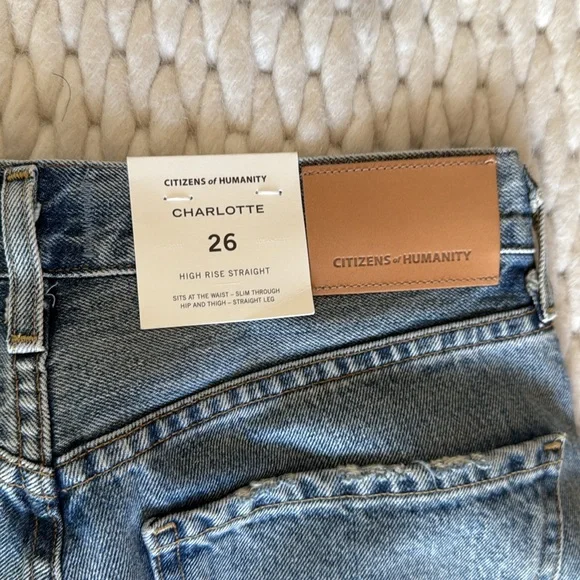 CITIZENS of HUMANITY
CHARLOTTE
26
HIGH RISE STRAIGHT
SITS AT THE WAIST – SLIM THROUGH
HIP AND THIGH – STRAIGHT LEG
CITIZENS of HUMANITY